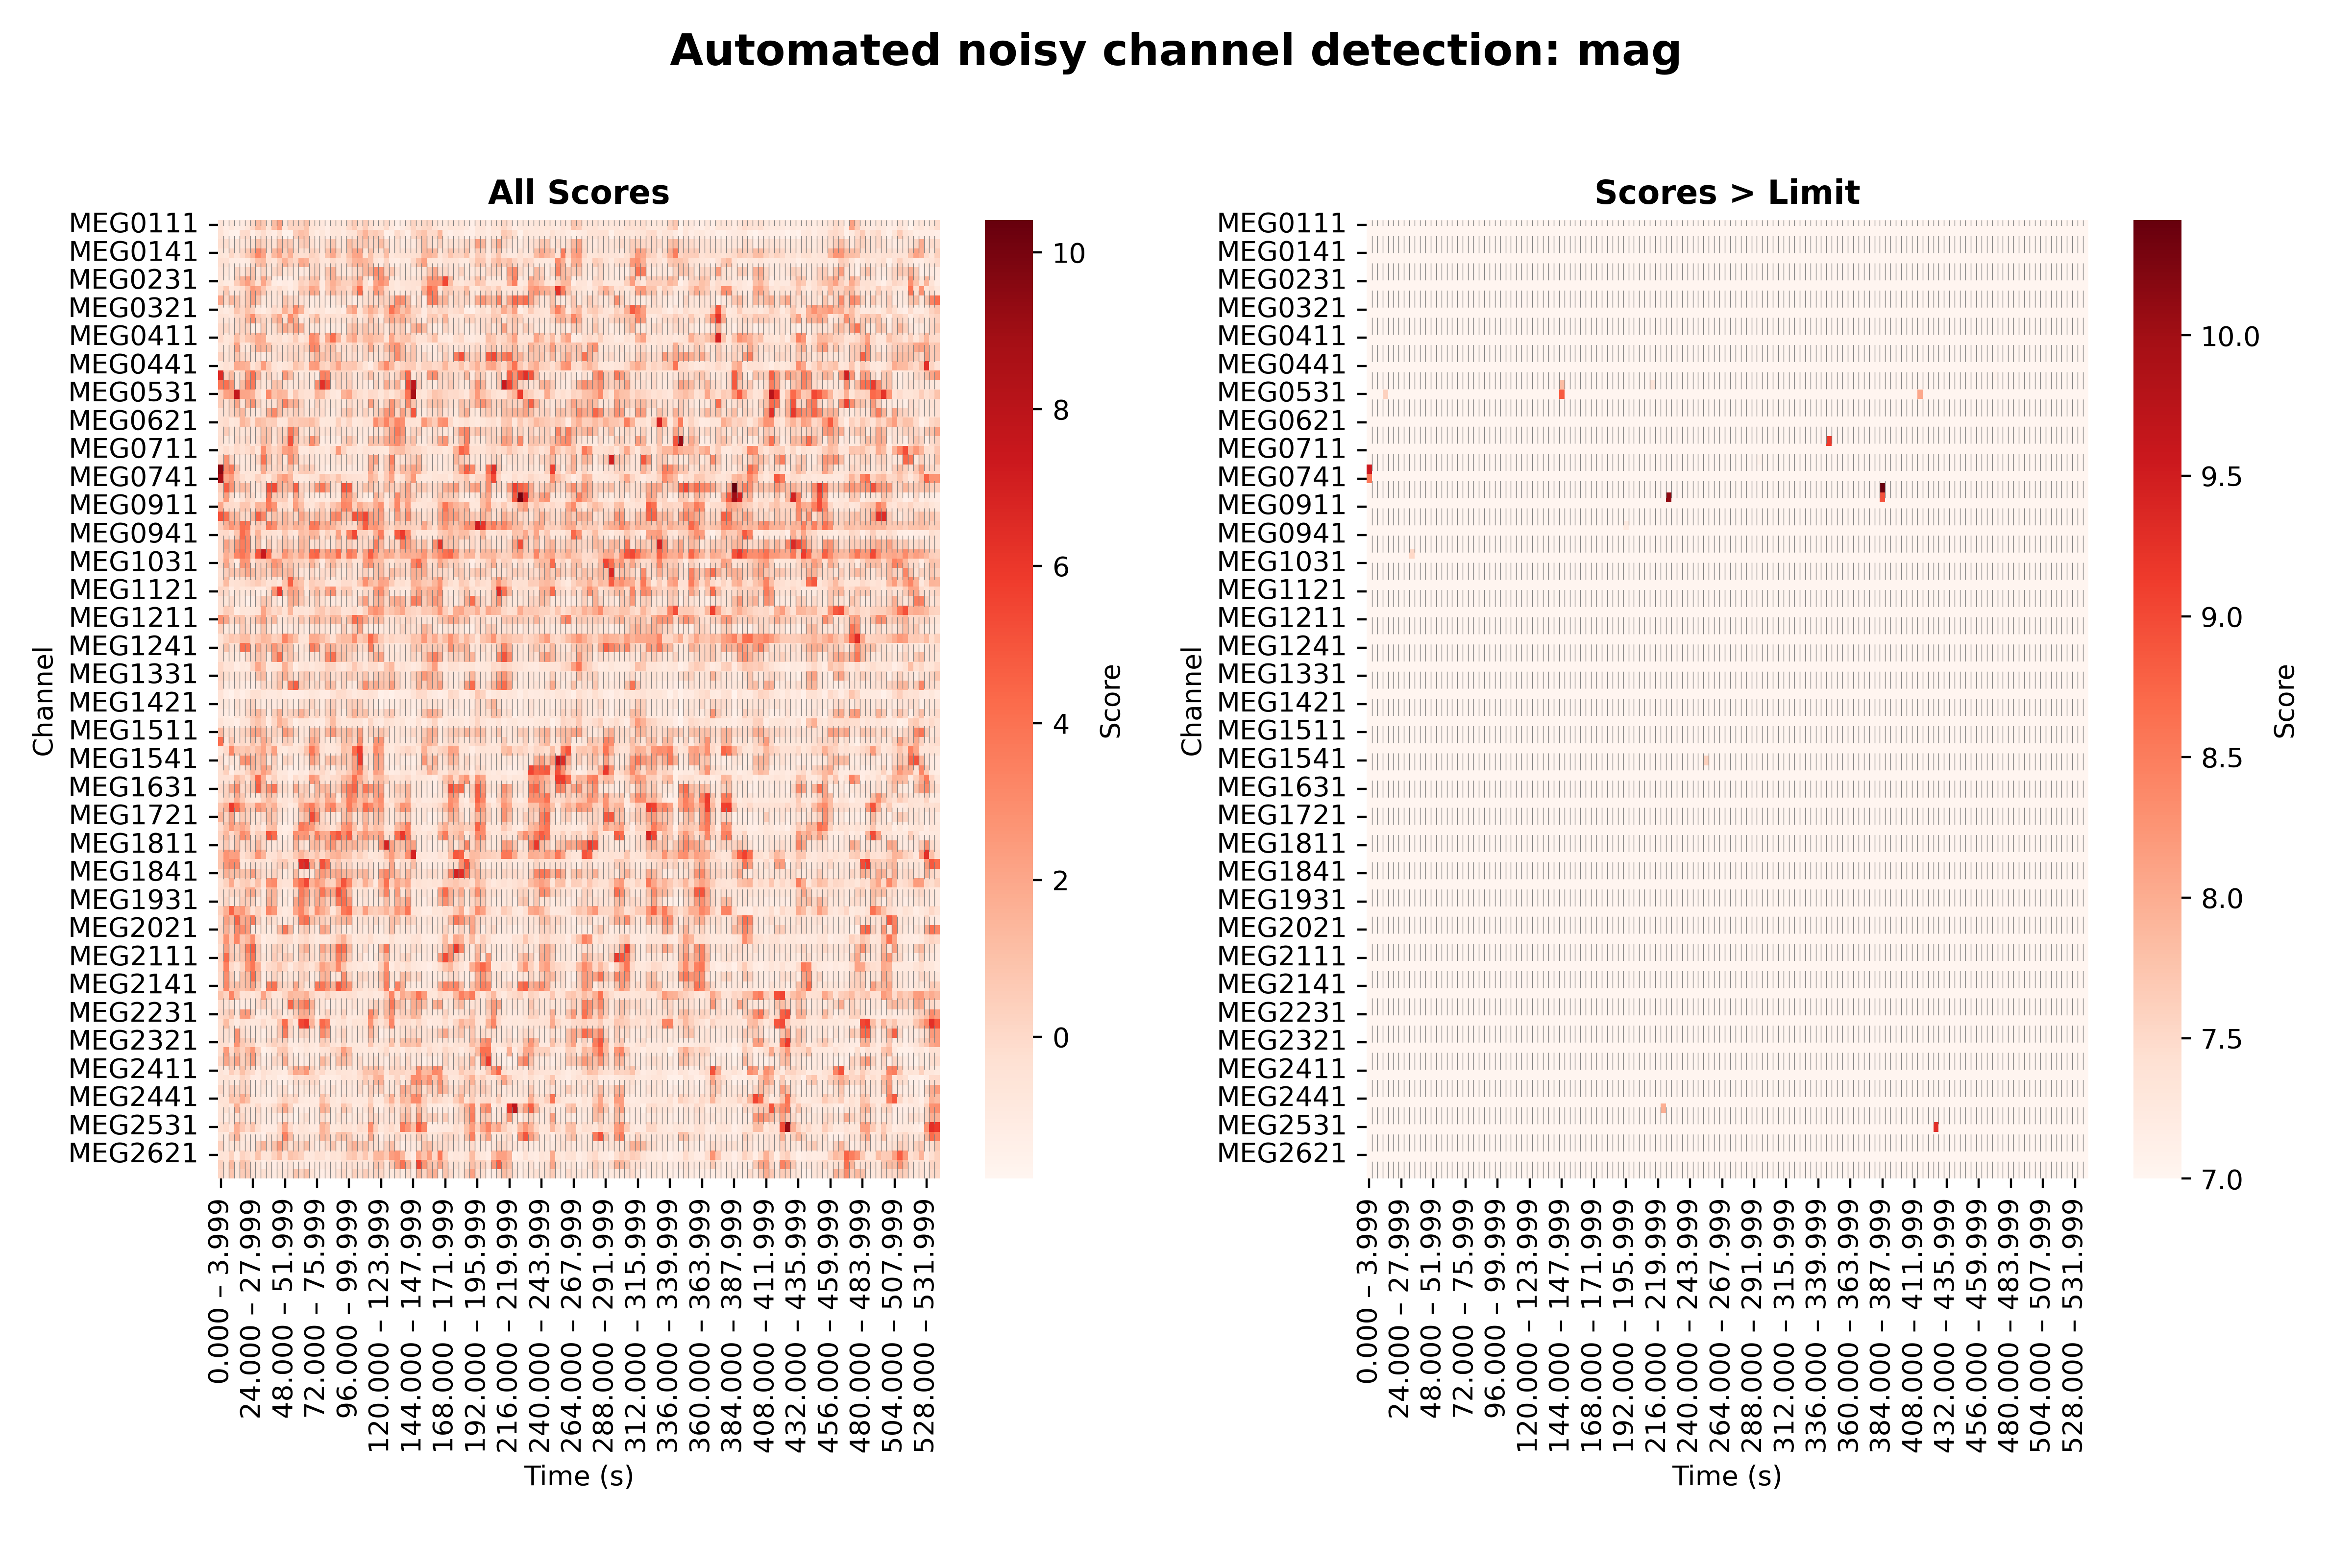 Automated noisy channel detection: mag
All Scores
Channel
MEG0111
MEG0141
MEG0231
MEG0321
MEG0411
MEG0441
MEG0531
MEG0621
MEG0711
MEG0741
MEG0911
MEG0941
MEG1031
MEG1121
MEG1211
MEG1241
MEG1331
MEG1421
MEG1511
MEG1541
MEG1631
MEG1721
MEG1811
MEG1841
MEG1931
MEG2021
MEG2111
MEG2141
MEG2231
MEG2321
MEG2411
MEG2441
MEG2531
MEG2621
0.000 – 3.999
24.000 – 27.999
48.000 – 51.999
72.000 – 75.999
96.000 – 99.999
120.000 – 123.999
144.000 – 147.999
168.000 – 171.999
192.000 – 195.999
216.000 – 219.999
240.000 – 243.999
264.000 – 267.999
288.000 – 291.999
312.000 – 315.999
336.000 – 339.999
360.000 – 363.999
384.000 – 387.999
408.000 – 411.999
432.000 – 435.999
456.000 – 459.999
480.000 – 483.999
504.000 – 507.999
528.000 – 531.999
Time (s)
10
8
6
4
2
0
Score
Scores > Limit
Channel
MEG0111
MEG0141
MEG0231
MEG0321
MEG0411
MEG0441
MEG0531
MEG0621
MEG0711
MEG0741
MEG0911
MEG0941
MEG1031
MEG1121
MEG1211
MEG1241
MEG1331
MEG1421
MEG1511
MEG1541
MEG1631
MEG1721
MEG1811
MEG1841
MEG1931
MEG2021
MEG2111
MEG2141
MEG2231
MEG2321
MEG2411
MEG2441
MEG2531
MEG2621
0.000 – 3.999
24.000 – 27.999
48.000 – 51.999
72.000 – 75.999
96.000 – 99.999
120.000 – 123.999
144.000 – 147.999
168.000 – 171.999
192.000 – 195.999
216.000 – 219.999
240.000 – 243.999
264.000 – 267.999
288.000 – 291.999
312.000 – 315.999
336.000 – 339.999
360.000 – 363.999
384.000 – 387.999
408.000 – 411.999
432.000 – 435.999
456.000 – 459.999
480.000 – 483.999
504.000 – 507.999
528.000 – 531.999
Time (s)
10.0
9.5
9.0
8.5
8.0
7.5
7.0
Score